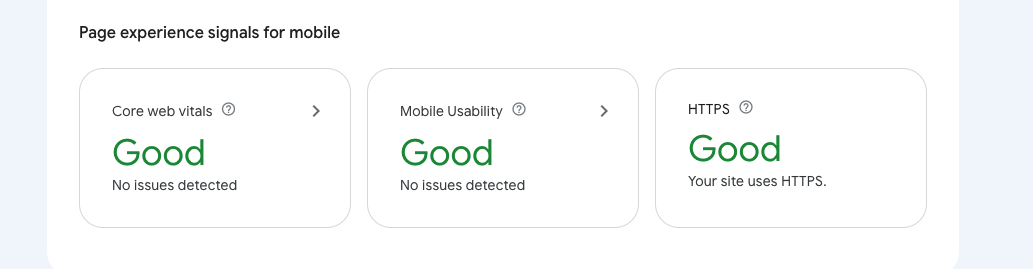 Page experience signals for mobile
Core web vitals
Good
No issues detected
Mobile Usability
Good
No issues detected
HTTPS
Good
Your site uses HTTPS.